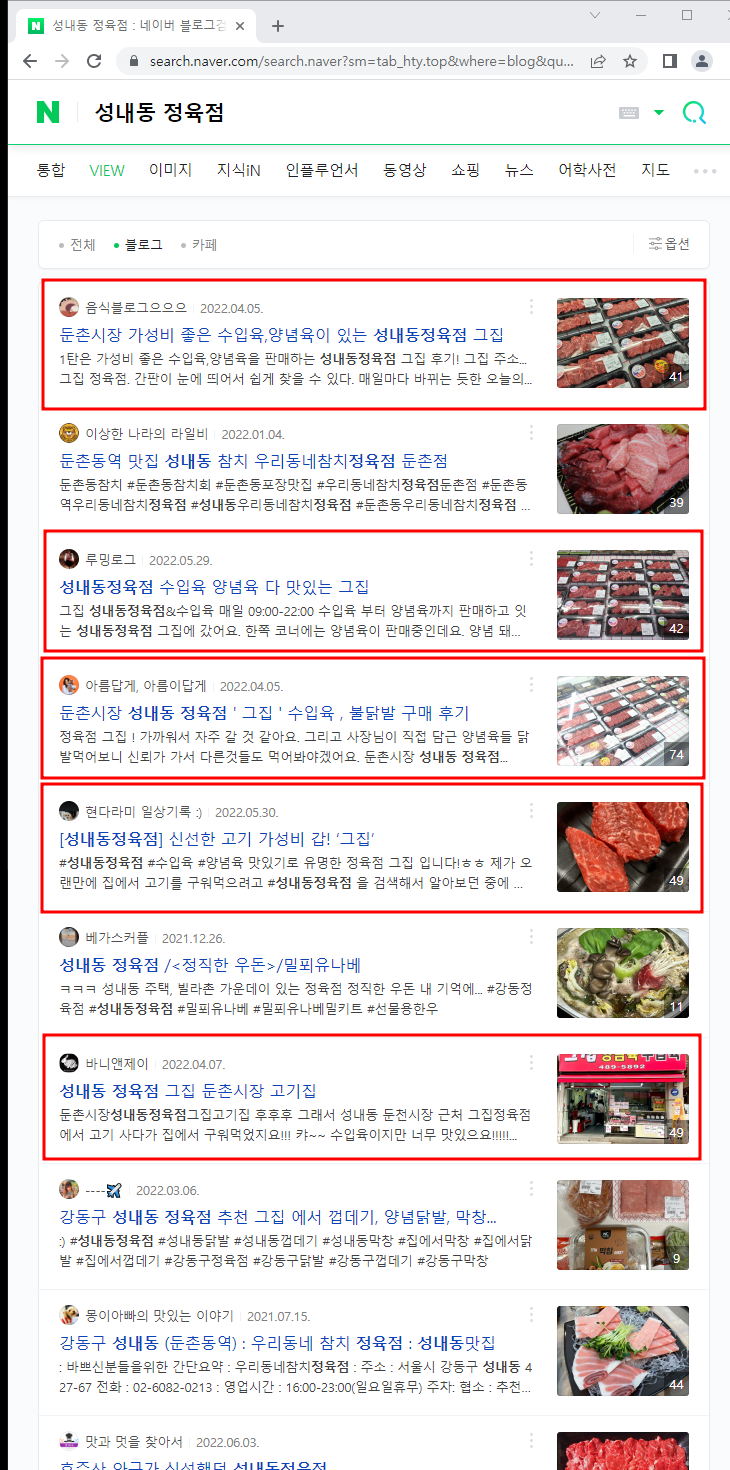 성내동 정육점 : 네이버 블로그검
search.naver.com/search.naver?sm=tab_hty.top&where=blog&qu...
N 성내동 정육점
통합 VIEW 이미지 지식iN 인플루언서 동영상 쇼핑 뉴스 어학사전 지도
전체 블로그 카페 옵션
음식블로그으으으 2022.04.05.
둔촌시장 가성비 좋은 수입육,양념육이 있는 성내동정육점 그집
1탄은 가성비 좋은 수입육,양념육을 판매하는 성내동정육점 그집 후기! 그집 주소...
그집 정육점. 간판이 눈에 띄어서 쉽게 찾을 수 있다. 매일마다 바뀌는 듯한 오늘의...
41
이상한 나라의 라일비 2022.01.04.
둔촌동역 맛집 성내동 참치 우리동네참치정육점 둔촌점
둔촌동참치 #둔촌동참치회 #둔촌동포장맛집 #우리동네참치정육점둔촌점 #둔촌동
역우리동네참치정육점 #성내동우리동네참치정육점 #둔촌동우리동네참치정육점 ...
39
루밍로그 2022.05.29.
성내동정육점 수입육 양념육 다 맛있는 그집
그집 성내동정육점&수입육 매일 09:00-22:00 수입육 부터 양념육까지 판매하고 잇
는 성내동정육점 그집에 갔어요. 한쪽 코너에는 양념육이 판매중인데요. 양념 돼...
42
아름답게, 아름이답게 2022.04.05.
둔촌시장 성내동 정육점 ' 그집 ' 수입육 , 불닭발 구매 후기
정육점 그집 ! 가까워서 자주 갈 것 같아요. 그리고 사장님이 직접 담근 양념육들 닭
발먹어보니 신뢰가 가서 다른것들도 먹어봐야겠어요. 둔촌시장 성내동 정육점...
74
현다라미 일상기록 :) 2022.05.30.
[성내동정육점] 신선한 고기 가성비 갑! ‘그집’
#성내동정육점 #수입육 #양념육 맛있기로 유명한 정육점 그집 입니다!ㅎㅎ 제가 오
랜만에 집에서 고기를 구워먹으려고 #성내동정육점 을 검색해서 알아보던 중에 ...
49
베가스커플 2021.12.26.
성내동 정육점 /<정직한 우돈>/밀푀유나베
ㅋㅋㅋ 성내동 주택, 빌라촌 가운데이 있는 정육점 정직한 우돈 내 기억에... #강동정
육점 #성내동정육점 #밀푀유나베 #밀푀유나베밀키트 #선물용한우
11
바니앤제이 2022.04.07.
성내동 정육점 그집 둔촌시장 고기집
둔촌시장성내동정육점그집고기집 후후후 그래서 성내동 둔천시장 근처 그집정육점
에서 고기 사다가 집에서 구워먹었지요!!! 캬~~ 수입육이지만 너무 맛있으요!!!!!...
그집 양념육 수입육
489-5892
49
---- 2022.03.06.
강동구 성내동 정육점 추천 그집 에서 껍데기, 양념닭발, 막창...
:) #성내동정육점 #성내동닭발 #성내동껍데기 #성내동막창 #집에서막창 #집에서닭
발 #집에서껍데기 #강동구정육점 #강동구닭발 #강동구껍데기 #강동구막창
9
몽이아빠의 맛있는 이야기 2021.07.15.
강동구 성내동 (둔촌동역) : 우리동네 참치 정육점 : 성내동맛집
: 바쁘신분들을위한 간단요약 : 우리동네참치정육점 : 주소 : 서울시 강동구 성내동 4
27-67 전화 : 02-6082-0213 : 영업시간 : 16:00-23:00(일요일휴무) 주차: 협소 : 추천...
44
맛과 멋을 찾아서 2022.06.03.
성내동 정육점